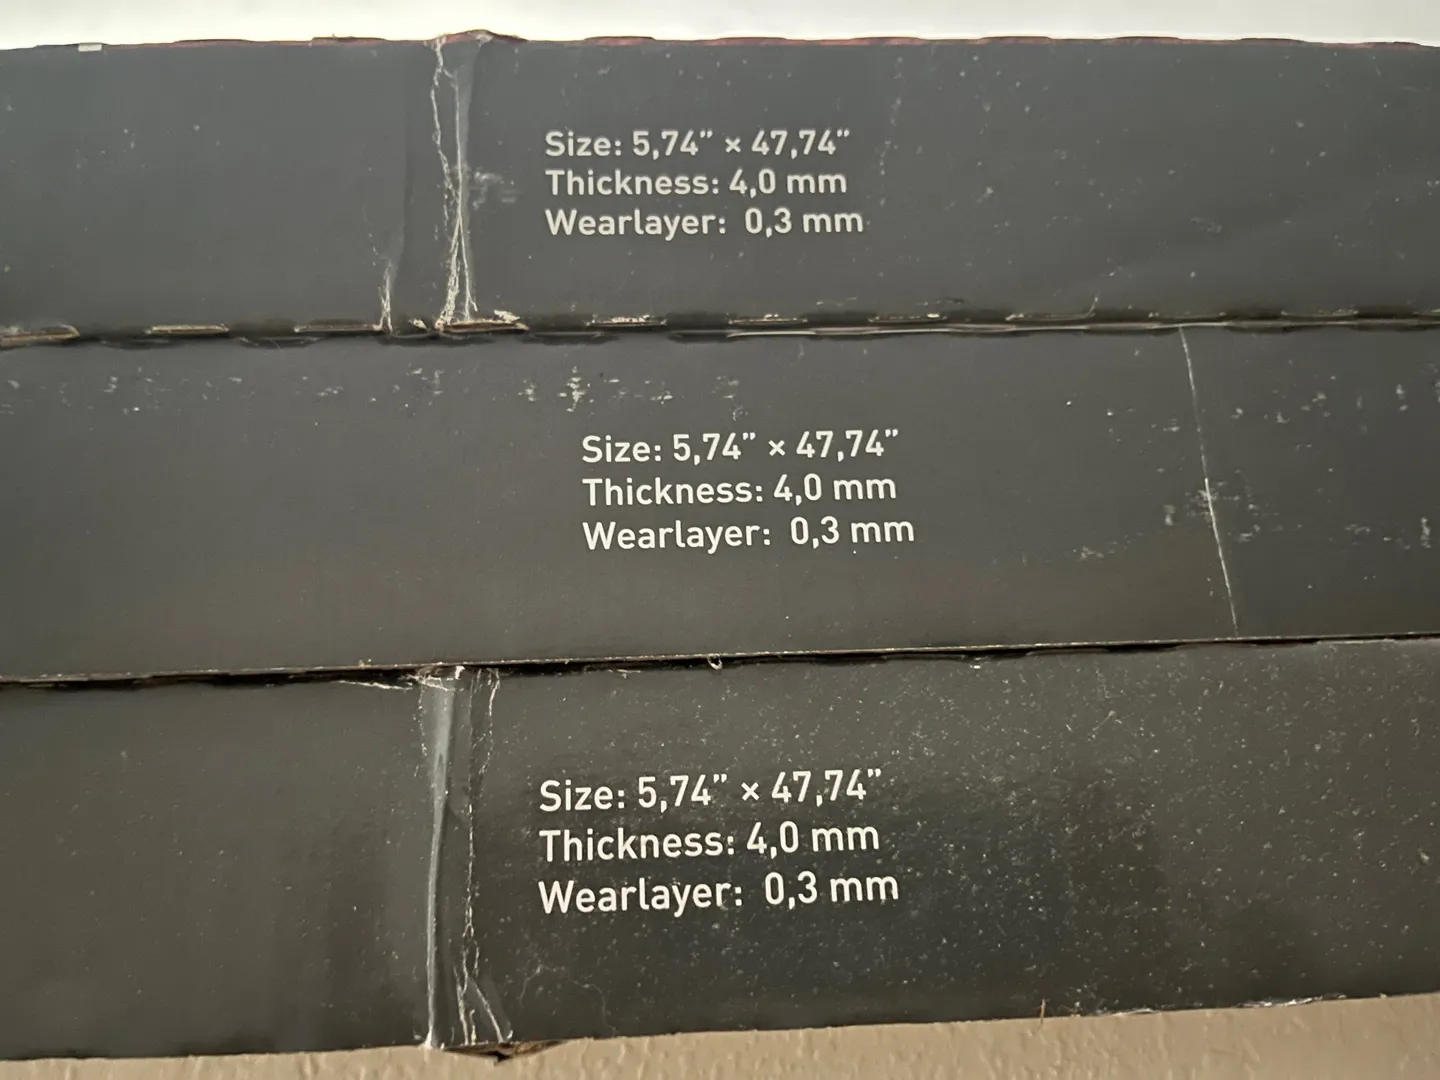 Size: 5,74” × 47,74”
Thickness: 4,0 mm
Wearlayer: 0,3 mm
Size: 5,74” × 47,74”
Thickness: 4,0 mm
Wearlayer: 0,3 mm
Size: 5,74” × 47,74”
Thickness: 4,0 mm
Wearlayer: 0,3 mm